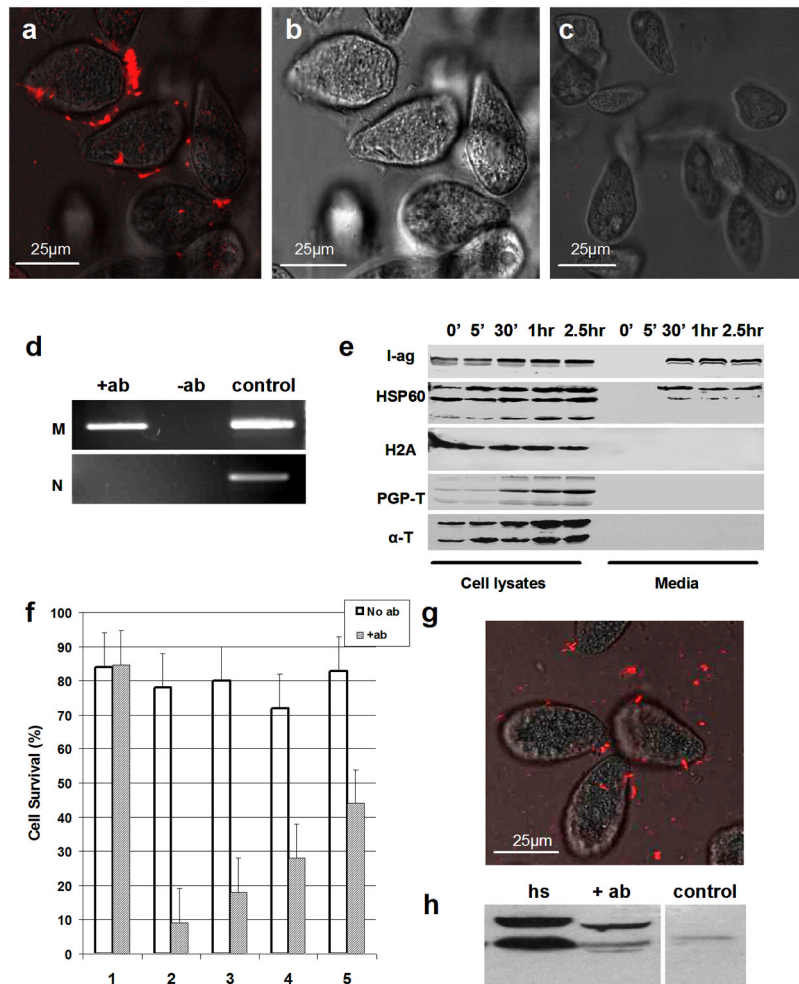 a b c
25µm 25µm 25µm
d
+ab -ab control
M
N
e
0' 5' 30' 1hr 2.5hr 0' 5' 30' 1hr 2.5hr
I-ag
HSP60
H2A
PGP-T
α-T
Cell lysates Media
f
No ab
+ab
Cell Survival (%)
100
90
80
70
60
50
40
30
20
10
0
1 2 3 4 5
g
25µm
h
hs + ab control